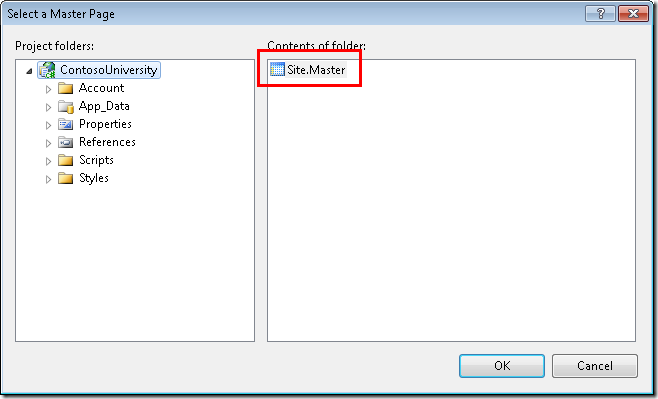 Select a Master Page
Project folders:
Contents of folder:
ContosoUniversity
Account
App_Data
Properties
References
Scripts
Styles
Site.Master
OK
Cancel